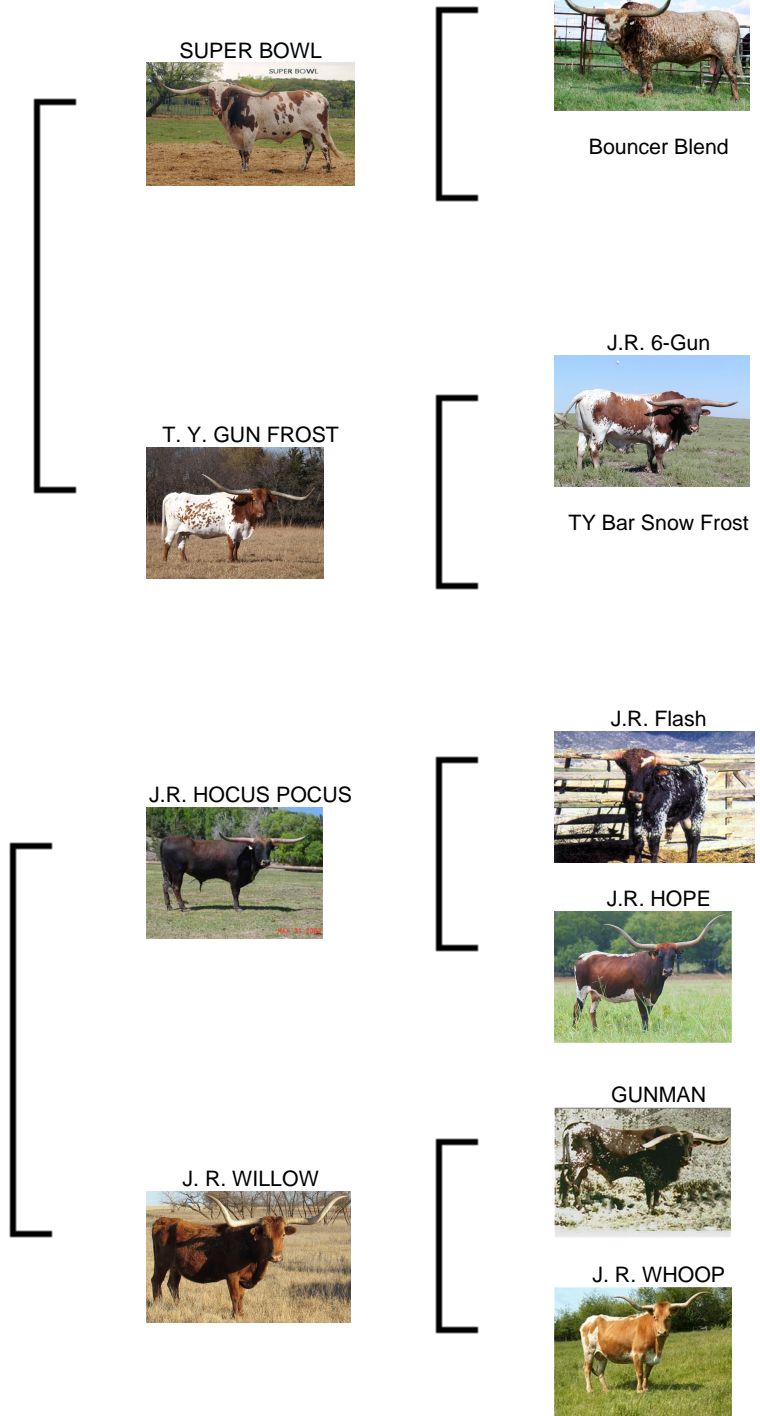 SUPER BOWL
SUPER BOWL
Bouncer Blend
J.R. 6-Gun
T. Y. GUN FROST
TY Bar Snow Frost
J.R. Flash
J.R. HOCUS POCUS
J.R. HOPE
GUNMAN
J. R. WILLOW
J. R. WHOOP